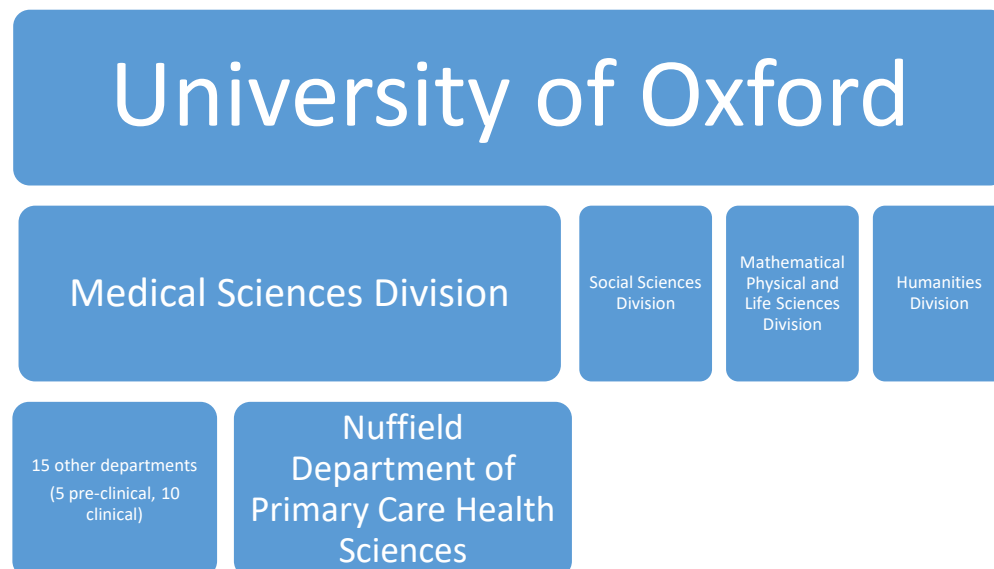 University of Oxford
Medical Sciences Division
Social Sciences
Division
Mathematical
Physical and
Life Sciences
Division
Humanities
Division
15 other departments
(5 pre-clinical, 10
clinical)
Nuffield
Department of
Primary Care Health
Sciences